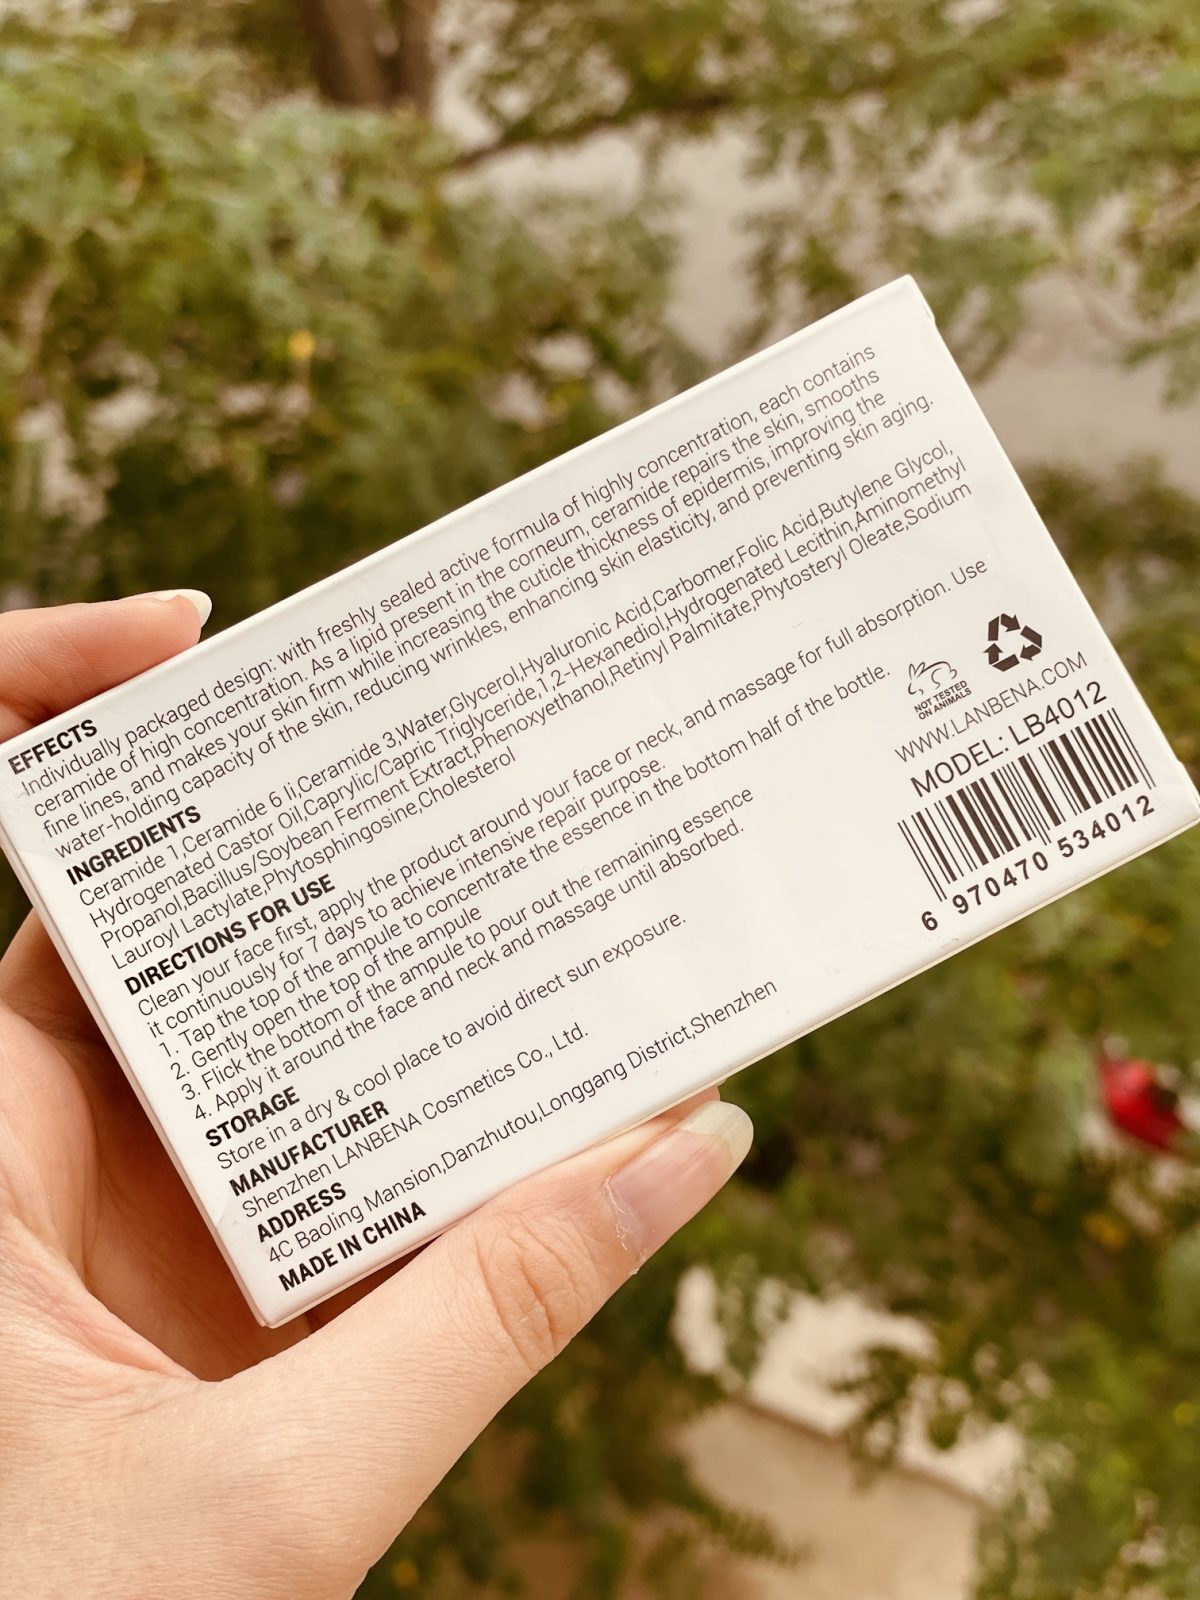 EFFECTS
Individually packaged design: with freshly sealed active formula of highly concentration, each contains
ceramide of high concentration. As a lipid present in the corneum, ceramide repairs the skin, smooths
fine lines, and makes your skin firm while increasing the cuticle thickness of epidermis, improving the
water-holding capacity of the skin, reducing wrinkles, enhancing skin elasticity, and preventing skin aging.
INGREDIENTS
Ceramide 1,Ceramide 6 Ii,Ceramide 3,Water,Glycerol,Hyaluronic Acid,Carbomer,Folic Acid,Butylene Glycol,
Hydrogenated Castor Oil,Caprylic/Capric Triglyceride,1,2-Hexanediol,Hydrogenated Lecithin,Aminomethyl
Propanol,Bacillus/Soybean Ferment Extract,Phenoxyethanol,Retinyl Palmitate,Phytosteryl Oleate,Sodium
Lauroyl Lactylate,Phytosphingosine,Cholesterol
DIRECTIONS FOR USE
Clean your face first, apply the product around your face or neck, and massage for full absorption. Use
it continuously for 7 days to achieve intensive repair purpose.
1. Tap the top of the ampule to concentrate the essence in the bottom half of the bottle.
2. Gently open the top of the ampule
3. Flick the bottom of the ampule to pour out the remaining essence
4. Apply it around the face and neck and massage until absorbed.
STORAGE
Store in a dry & cool place to avoid direct sun exposure.
MANUFACTURER
Shenzhen LANBENA Cosmetics Co., Ltd.
ADDRESS
4C Baoling Mansion,Danzhutou,Longgang District,Shenzhen
MADE IN CHINA
NOT TESTED
ON ANIMALS
WWW.LANBENA.COM
MODEL: LB4012
6 970470 534012